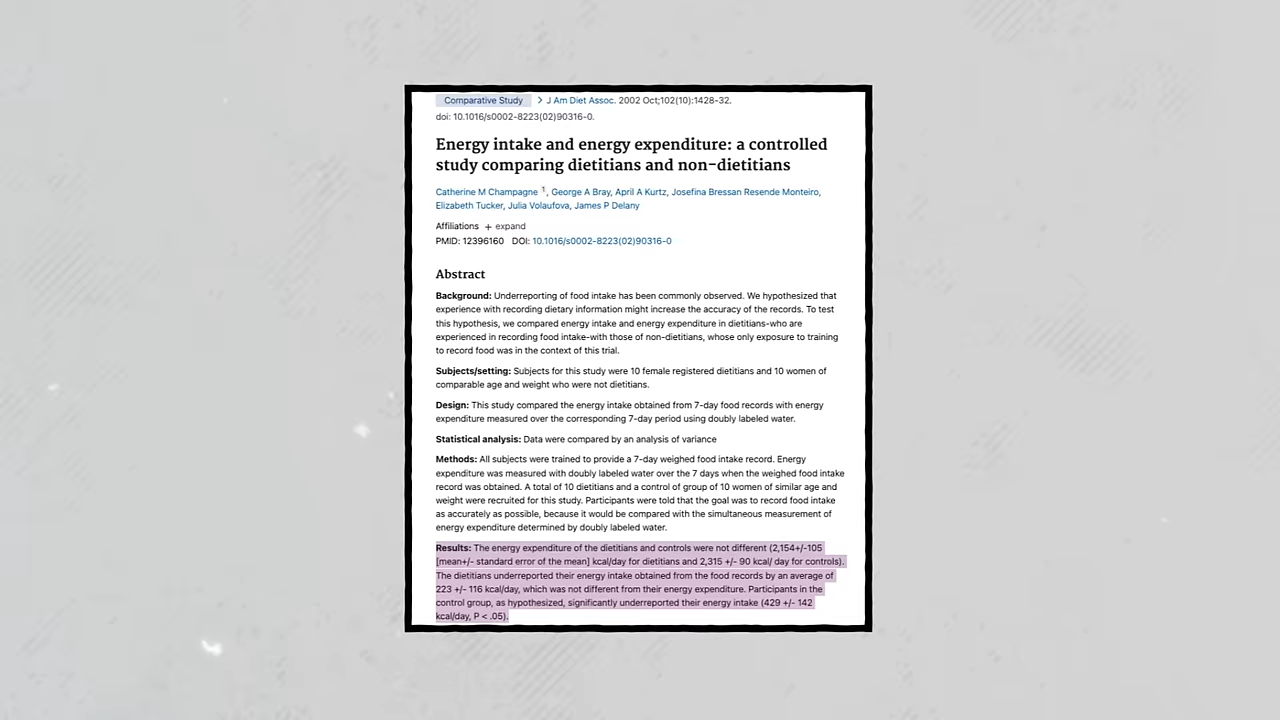 Comparative Study > J Am Diet Assoc. 2002 Oct;102(10):1428-32.
doi: 10.1016/s0002-8223(02)90316-0.
Energy intake and energy expenditure: a controlled
study comparing dietitians and non-dietitians
Catherine M Champagne 1, George A Bray, April A Kurtz, Josefina Bressan Resende Monteiro,
Elizabeth Tucker, Julia Volaufova, James P Delany
Affiliations + expand
PMID: 12396160 DOI: 10.1016/s0002-8223(02)90316-0
Abstract
Background: Underreporting of food intake has been commonly observed. We hypothesized that
experience with recording dietary information might increase the accuracy of the records. To test
this hypothesis, we compared energy intake and energy expenditure in dietitians-who are
experienced in recording food intake-with those of non-dietitians, whose only exposure to training
to record food was in the context of this trial.
Subjects/setting: Subjects for this study were 10 female registered dietitians and 10 women of
comparable age and weight who were not dietitians.
Design: This study compared the energy intake obtained from 7-day food records with energy
expenditure measured over the corresponding 7-day period using doubly labeled water.
Statistical analysis: Data were compared by an analysis of variance
Methods: All subjects were trained to provide a 7-day weighed food intake record. Energy
expenditure was measured with doubly labeled water over the 7 days when the weighed food intake
record was obtained. A total of 10 dietitians and a control of group of 10 women of similar age and
weight were recruited for this study. Participants were told that the goal was to record food intake
as accurately as possible, because it would be compared with the simultaneous measurement of
energy expenditure determined by doubly labeled water.
Results: The energy expenditure of the dietitians and controls were not different (2,154+/-105
[mean+/- standard error of the mean] kcal/day for dietitians and 2,315 +/- 90 kcal/ day for controls).
The dietitians underreported their energy intake obtained from the food records by an average of
223 +/- 116 kcal/day, which was not different from their energy expenditure. Participants in the
control group, as hypothesized, significantly underreported their energy intake (429 +/- 142
kcal/day, P < .05).